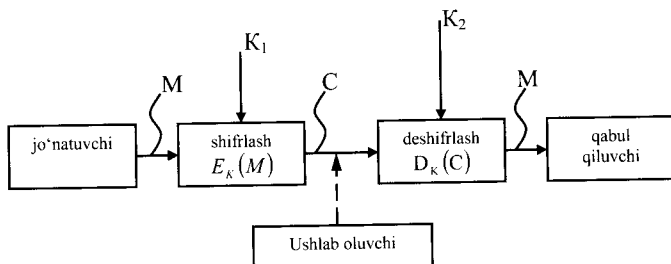 K₁
K₂
M
C
M
jo‘natuvchi
shifrlash
E_K(M)
deshifrlash
D_K(C)
qabul
qiluvchi
Ushlab oluvchi